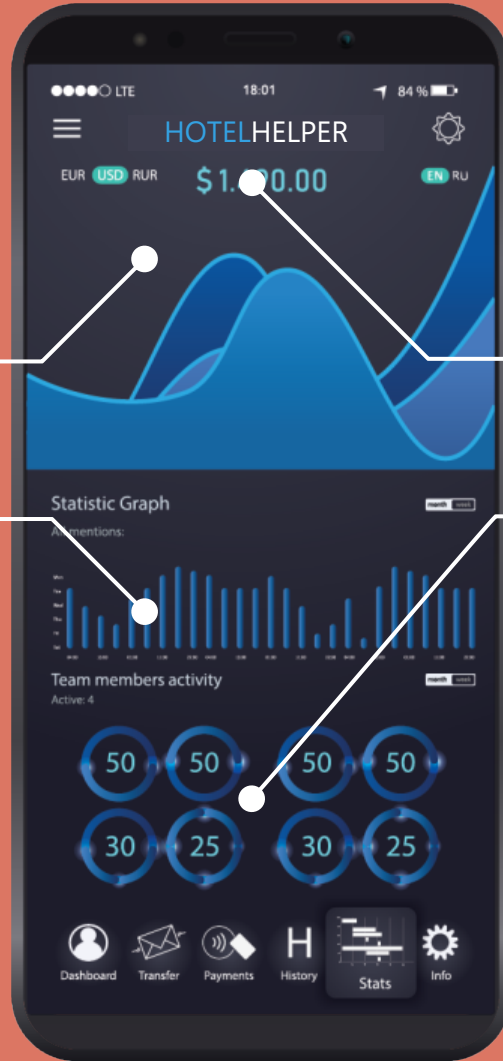 LTE 18:01 84 %
HOTELHELPER
EUR USD RUR EN RU
Statistic Graph
month week
mentions:
Team members activity
month week
Active: 4
50 50 50 50
30 25 30 25
H
Dashboard Transfer Payments History Stats Info